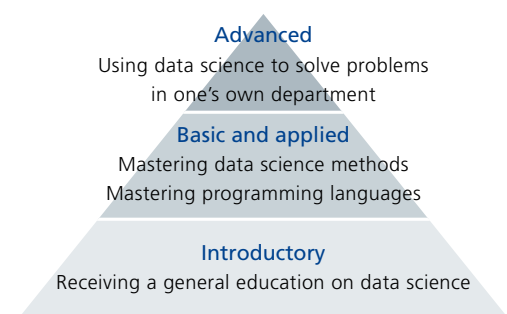 Advanced
Using data science to solve problems
in one’s own department
Basic and applied
Mastering data science methods
Mastering programming languages
Introductory
Receiving a general education on data science